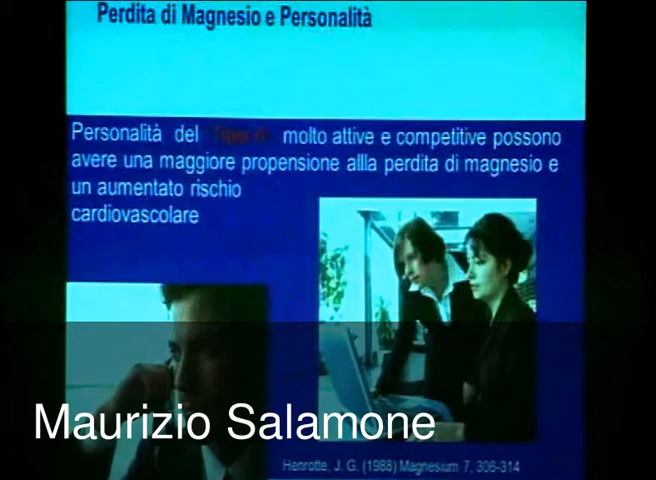 Perdita di Magnesio e Personalità
Personalità del Tipo A molto attive e competitive possono
avere una maggiore propensione allla perdita di magnesio e
un aumentato rischio
cardiovascolare
Maurizio Salamone
Henrotte, J. G. (1988) Magnesium 7, 306-314